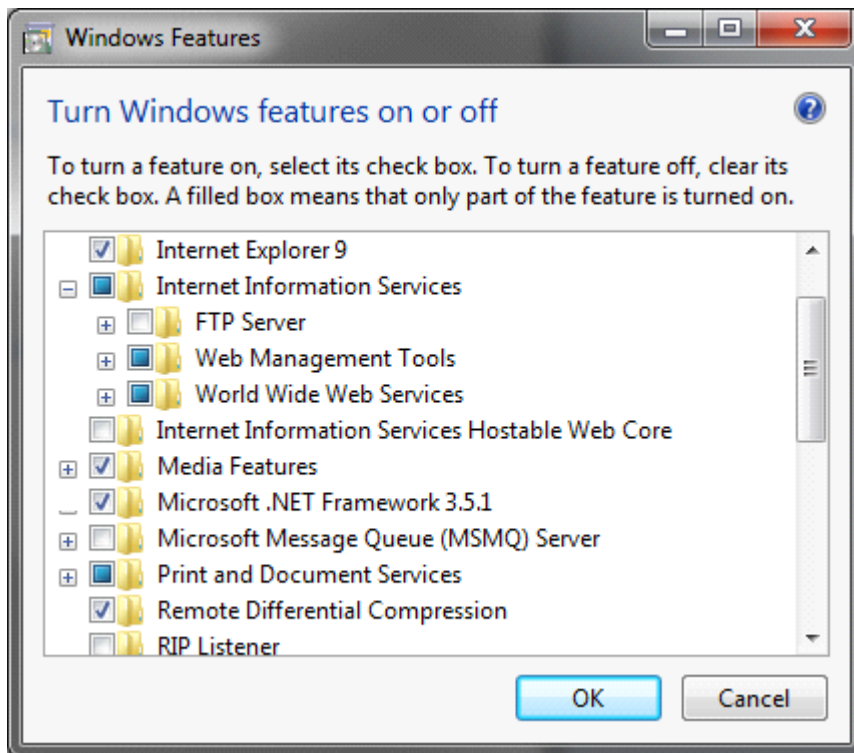 Windows Features
Turn Windows features on or off
To turn a feature on, select its check box. To turn a feature off, clear its
check box. A filled box means that only part of the feature is turned on.
Internet Explorer 9
Internet Information Services
FTP Server
Web Management Tools
World Wide Web Services
Internet Information Services Hostable Web Core
Media Features
Microsoft .NET Framework 3.5.1
Microsoft Message Queue (MSMQ) Server
Print and Document Services
Remote Differential Compression
RIP Listener
OK Cancel